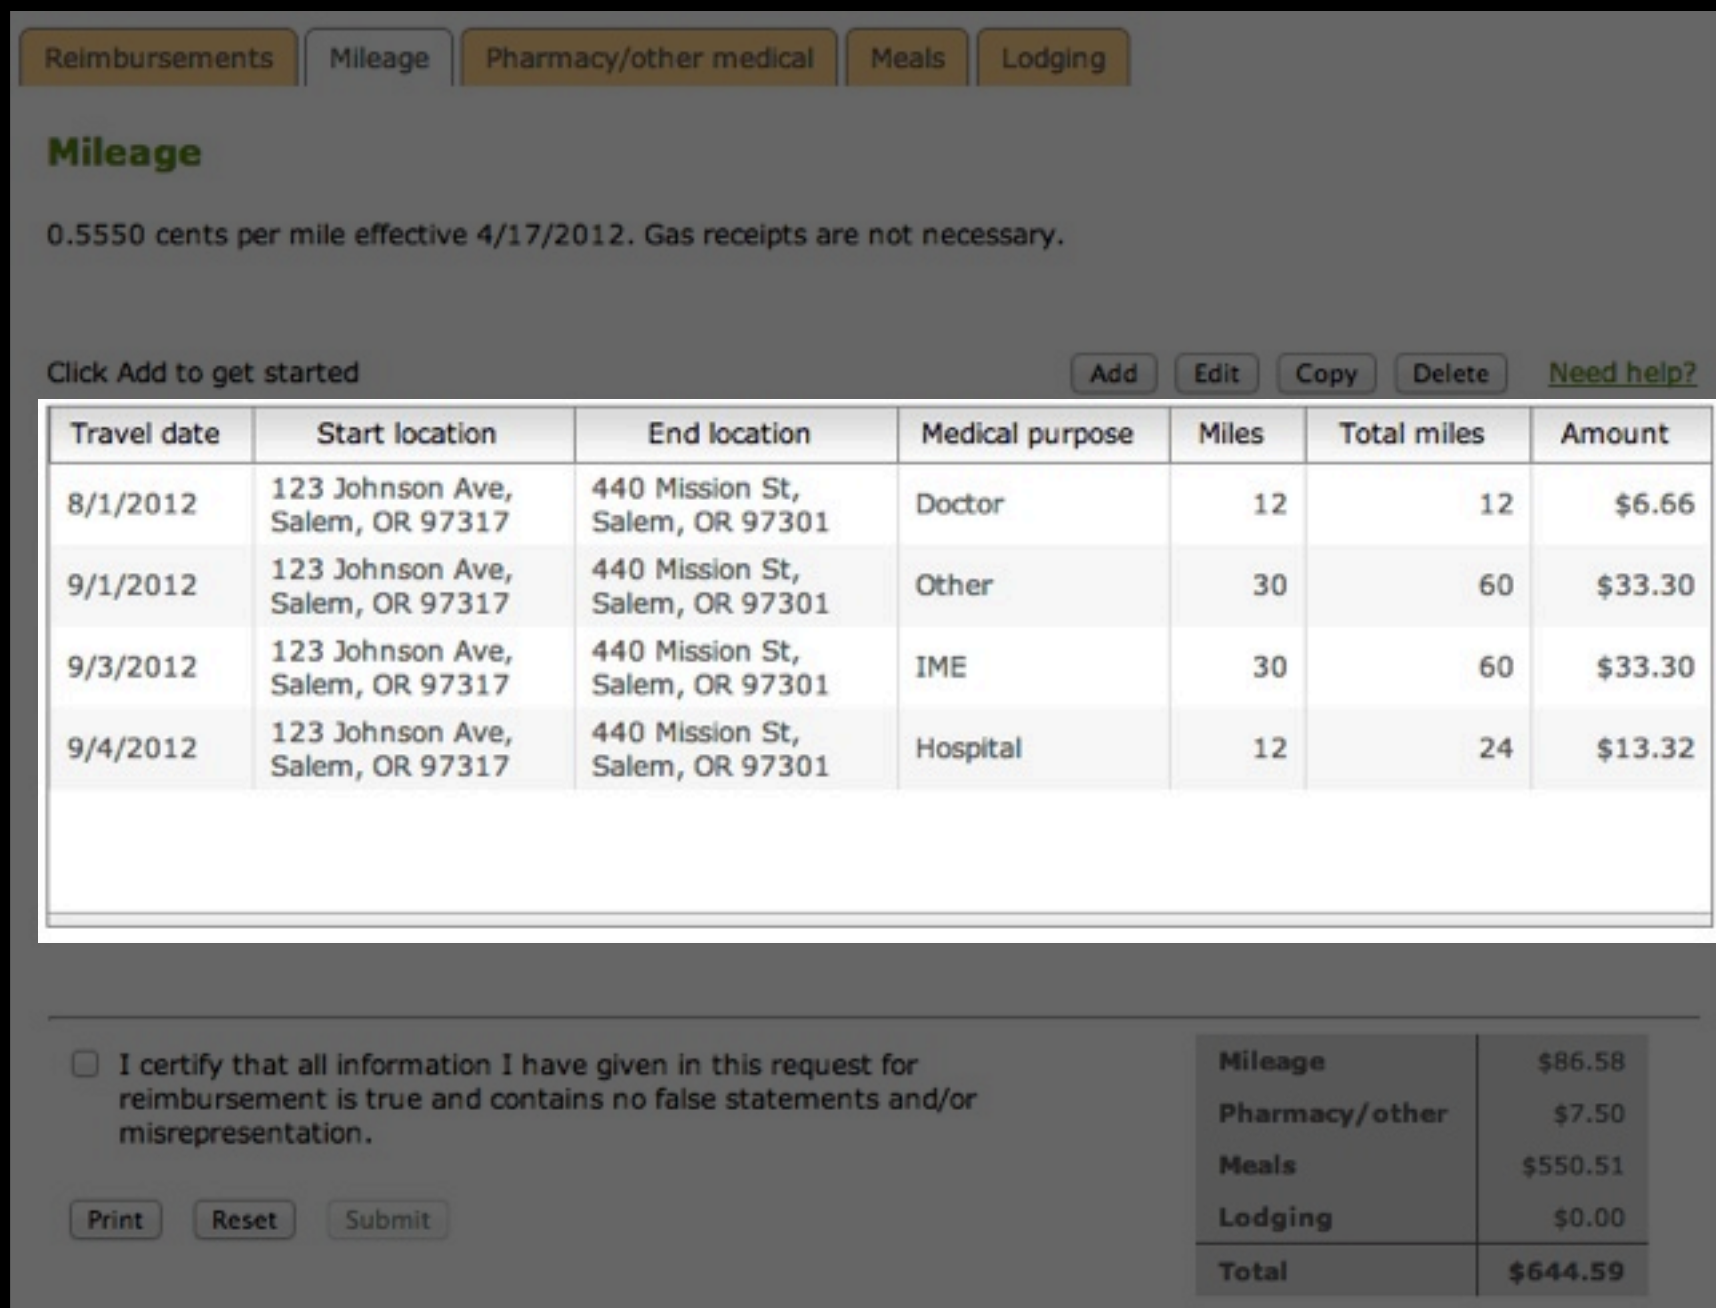 Reimbursements Mileage Pharmacy/other medical Meals Lodging
Mileage
0.5550 cents per mile effective 4/17/2012. Gas receipts are not necessary.
Click Add to get started Add Edit Copy Delete Need help?
Travel date Start location End location Medical purpose Miles Total miles Amount
8/1/2012 123 Johnson Ave, Salem, OR 97317 440 Mission St, Salem, OR 97301 Doctor 12 12 $6.66
9/1/2012 123 Johnson Ave, Salem, OR 97317 440 Mission St, Salem, OR 97301 Other 30 60 $33.30
9/3/2012 123 Johnson Ave, Salem, OR 97317 440 Mission St, Salem, OR 97301 IME 30 60 $33.30
9/4/2012 123 Johnson Ave, Salem, OR 97317 440 Mission St, Salem, OR 97301 Hospital 12 24 $13.32
I certify that all information I have given in this request for
reimbursement is true and contains no false statements and/or
misrepresentation.
Print Reset Submit
Mileage $86.58
Pharmacy/other $7.50
Meals $550.51
Lodging $0.00
Total $644.59